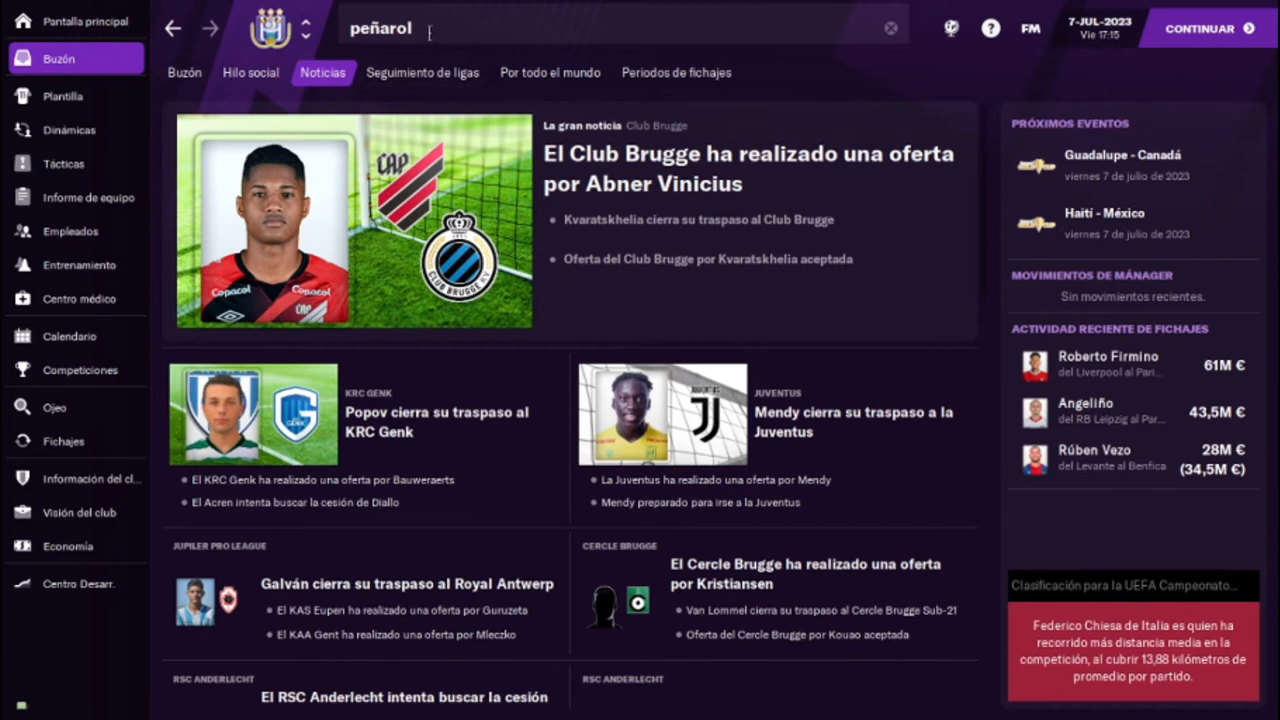 Pantalla principal
Buzón
Plantilla
Dinámicas
Tácticas
Informe de equipo
Empleados
Entrenamiento
Centro médico
Calendario
Competiciones
Ojeo
Fichajes
Información del cl...
Visión del club
Economía
Centro Desarr.
peñarol
?
FM
7-JUL-2023
Vie 17:15
CONTINUAR
Buzón
Hilo social
Noticias
Seguimiento de ligas
Por todo el mundo
Periodos de fichajes
CAP
CLUB BRUGGE KV
Copacol
Copacol
La gran noticia Club Brugge
El Club Brugge ha realizado una oferta
por Abner Vinicius
Kvaratskhelia cierra su traspaso al Club Brugge
Oferta del Club Brugge por Kvaratskhelia aceptada
GENK
KRC GENK
Popov cierra su traspaso al
KRC Genk
El KRC Genk ha realizado una oferta por Bauweraerts
El Acren intenta buscar la cesión de Diallo
JUVENTUS
JUVENTUS
Mendy cierra su traspaso a la
Juventus
La Juventus ha realizado una oferta por Mendy
Mendy preparado para irse a la Juventus
JUPILER PRO LEAGUE
Galván cierra su traspaso al Royal Antwerp
El KAS Eupen ha realizado una oferta por Guruzeta
El KAA Gent ha realizado una oferta por Mleczko
CERCLE BRUGGE
El Cercle Brugge ha realizado una oferta
por Kristiansen
Van Lommel cierra su traspaso al Cercle Brugge Sub-21
Oferta del Cercle Brugge por Kouao aceptada
RSC ANDERLECHT
El RSC Anderlecht intenta buscar la cesión
RSC ANDERLECHT
PRÓXIMOS EVENTOS
Guadalupe - Canadá
viernes 7 de julio de 2023
Haití - México
viernes 7 de julio de 2023
MOVIMIENTOS DE MÁNAGER
Sin movimientos recientes.
ACTIVIDAD RECIENTE DE FICHAJES
Roberto Firmino
del Liverpool al Pari...
61M €
Angeliño
del RB Leipzig al Par...
43,5M €
Rúben Vezo
del Levante al Benfica
28M €
(34,5M €)
Clasificación para la UEFA Campeonato...
Federico Chiesa de Italia es quien ha
recorrido más distancia media en la
competición, al cubrir 13,88 kilómetros de
promedio por partido.